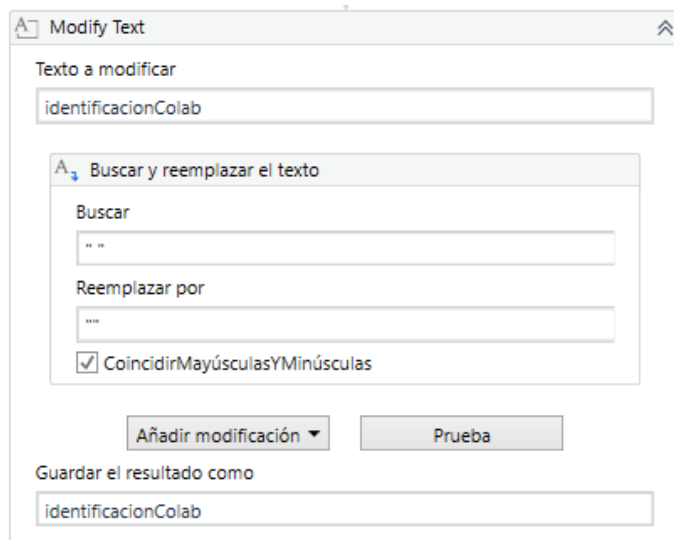 Modify Text
Texto a modificar
identificacionColab
Buscar y reemplazar el texto
Buscar
" "
Reemplazar por
""
CoincidirMayúsculasYMinúsculas
Añadir modificación Prueba
Guardar el resultado como
identificacionColab